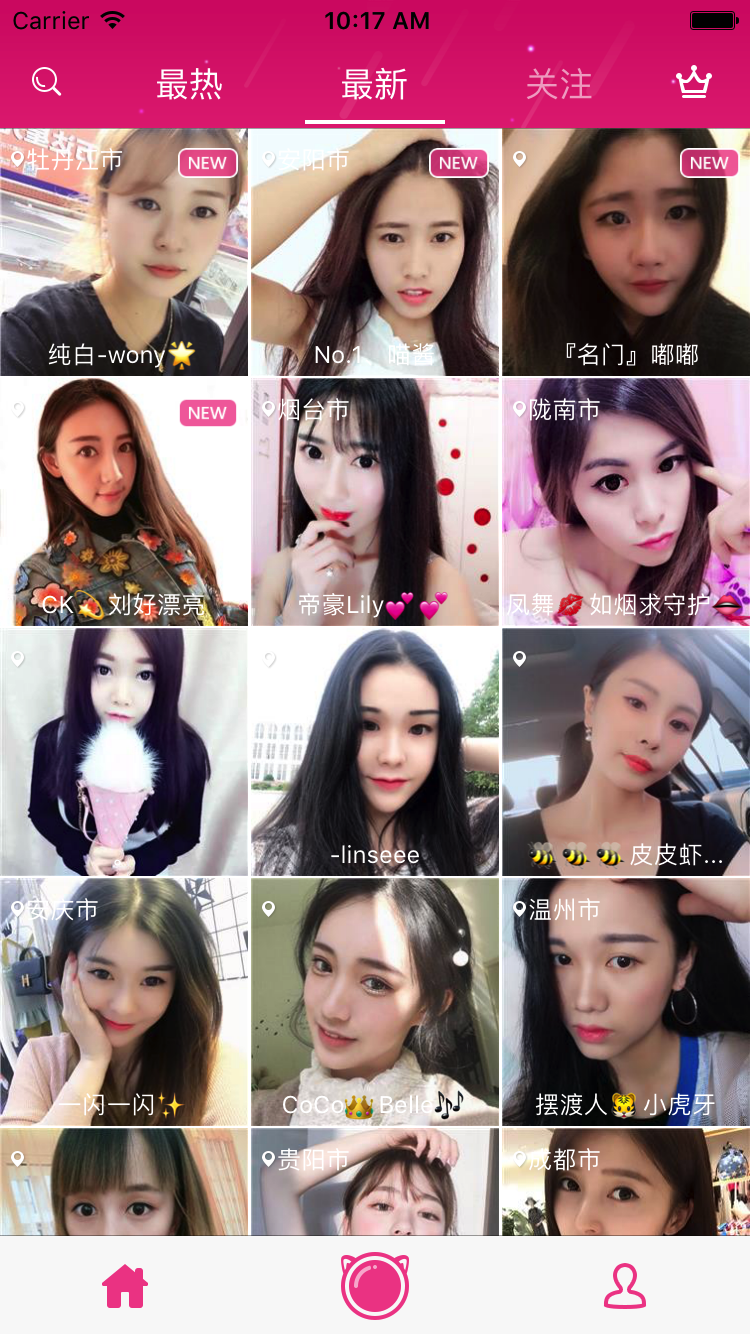 Carrier 10:17 AM
最热 最新 关注
牡丹江市 NEW
安阳市 NEW
NEW
纯白-wony🌟
No.1 喵酱
『名门』嘟嘟
NEW
烟台市
陇南市
CK💫 刘好漂亮
帝豪Lily💕 💕
凤舞💋 如烟求守护👄
-linseee
🐝 🐝 🐝 皮皮虾...
安庆市
温州市
一闪一闪✨
CoCo👑 Belle🎶
摆渡人🐯 小虎牙
贵阳市
成都市